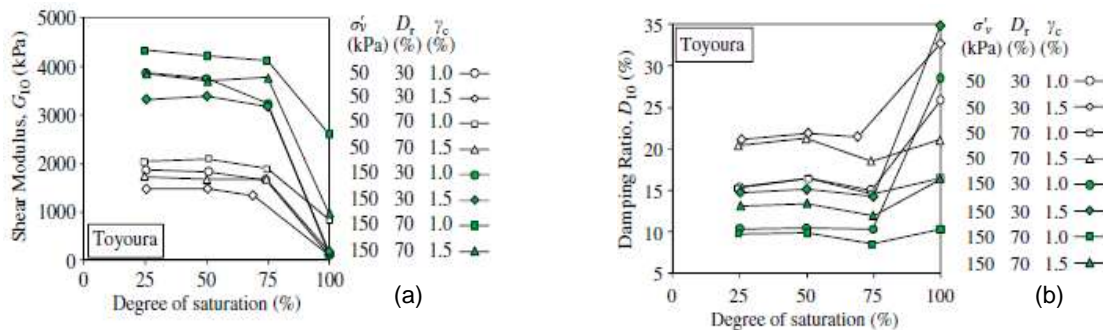 5000
4000
3000
2000
1000
0
Shear Modulus, G10 (kPa)
Toyoura
0 25 50 75 100
Degree of saturation (%)
(a)
σ′v Dr γc
(kPa) (%) (%)
50 30 1.0
50 30 1.5
50 70 1.0
50 70 1.5
150 30 1.0
150 30 1.5
150 70 1.0
150 70 1.5
35
30
25
20
15
10
5
Damping Ratio, D10 (%)
Toyoura
0 25 50 75 100
Degree of saturation (%)
(b)
σ′v Dr γc
(kPa) (%) (%)
50 30 1.0
50 30 1.5
50 70 1.0
50 70 1.5
150 30 1.0
150 30 1.5
150 70 1.0
150 70 1.5